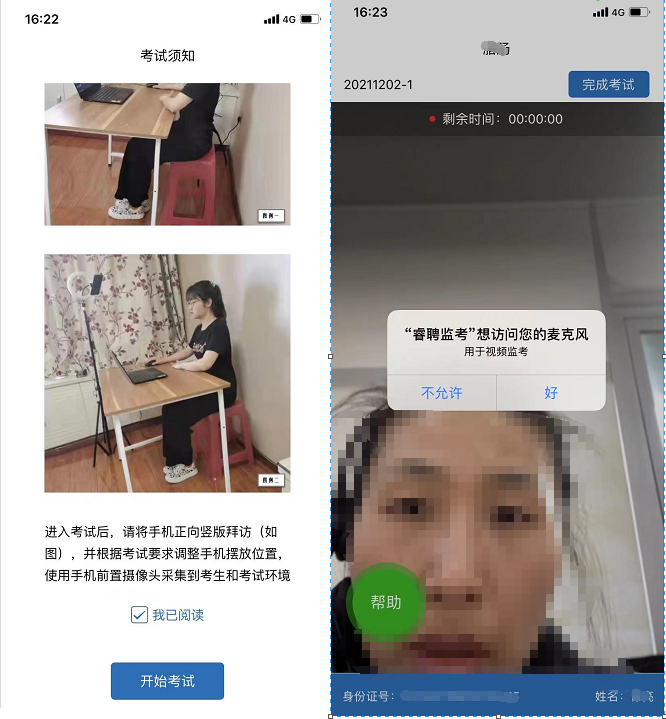 16:22
4G
考试须知
图例一
图例二
进入考试后，请将手机正向竖版拜访（如
图），并根据考试要求调整手机摆放位置，
使用手机前置摄像头采集到考生和考试环境
我已阅读
开始考试
16:23
4G
20211202-1
完成考试
剩余时间：00:00:00
“睿聘监考”想访问您的麦克风
用于视频监考
不允许
好
帮助
身份证号：
姓名：